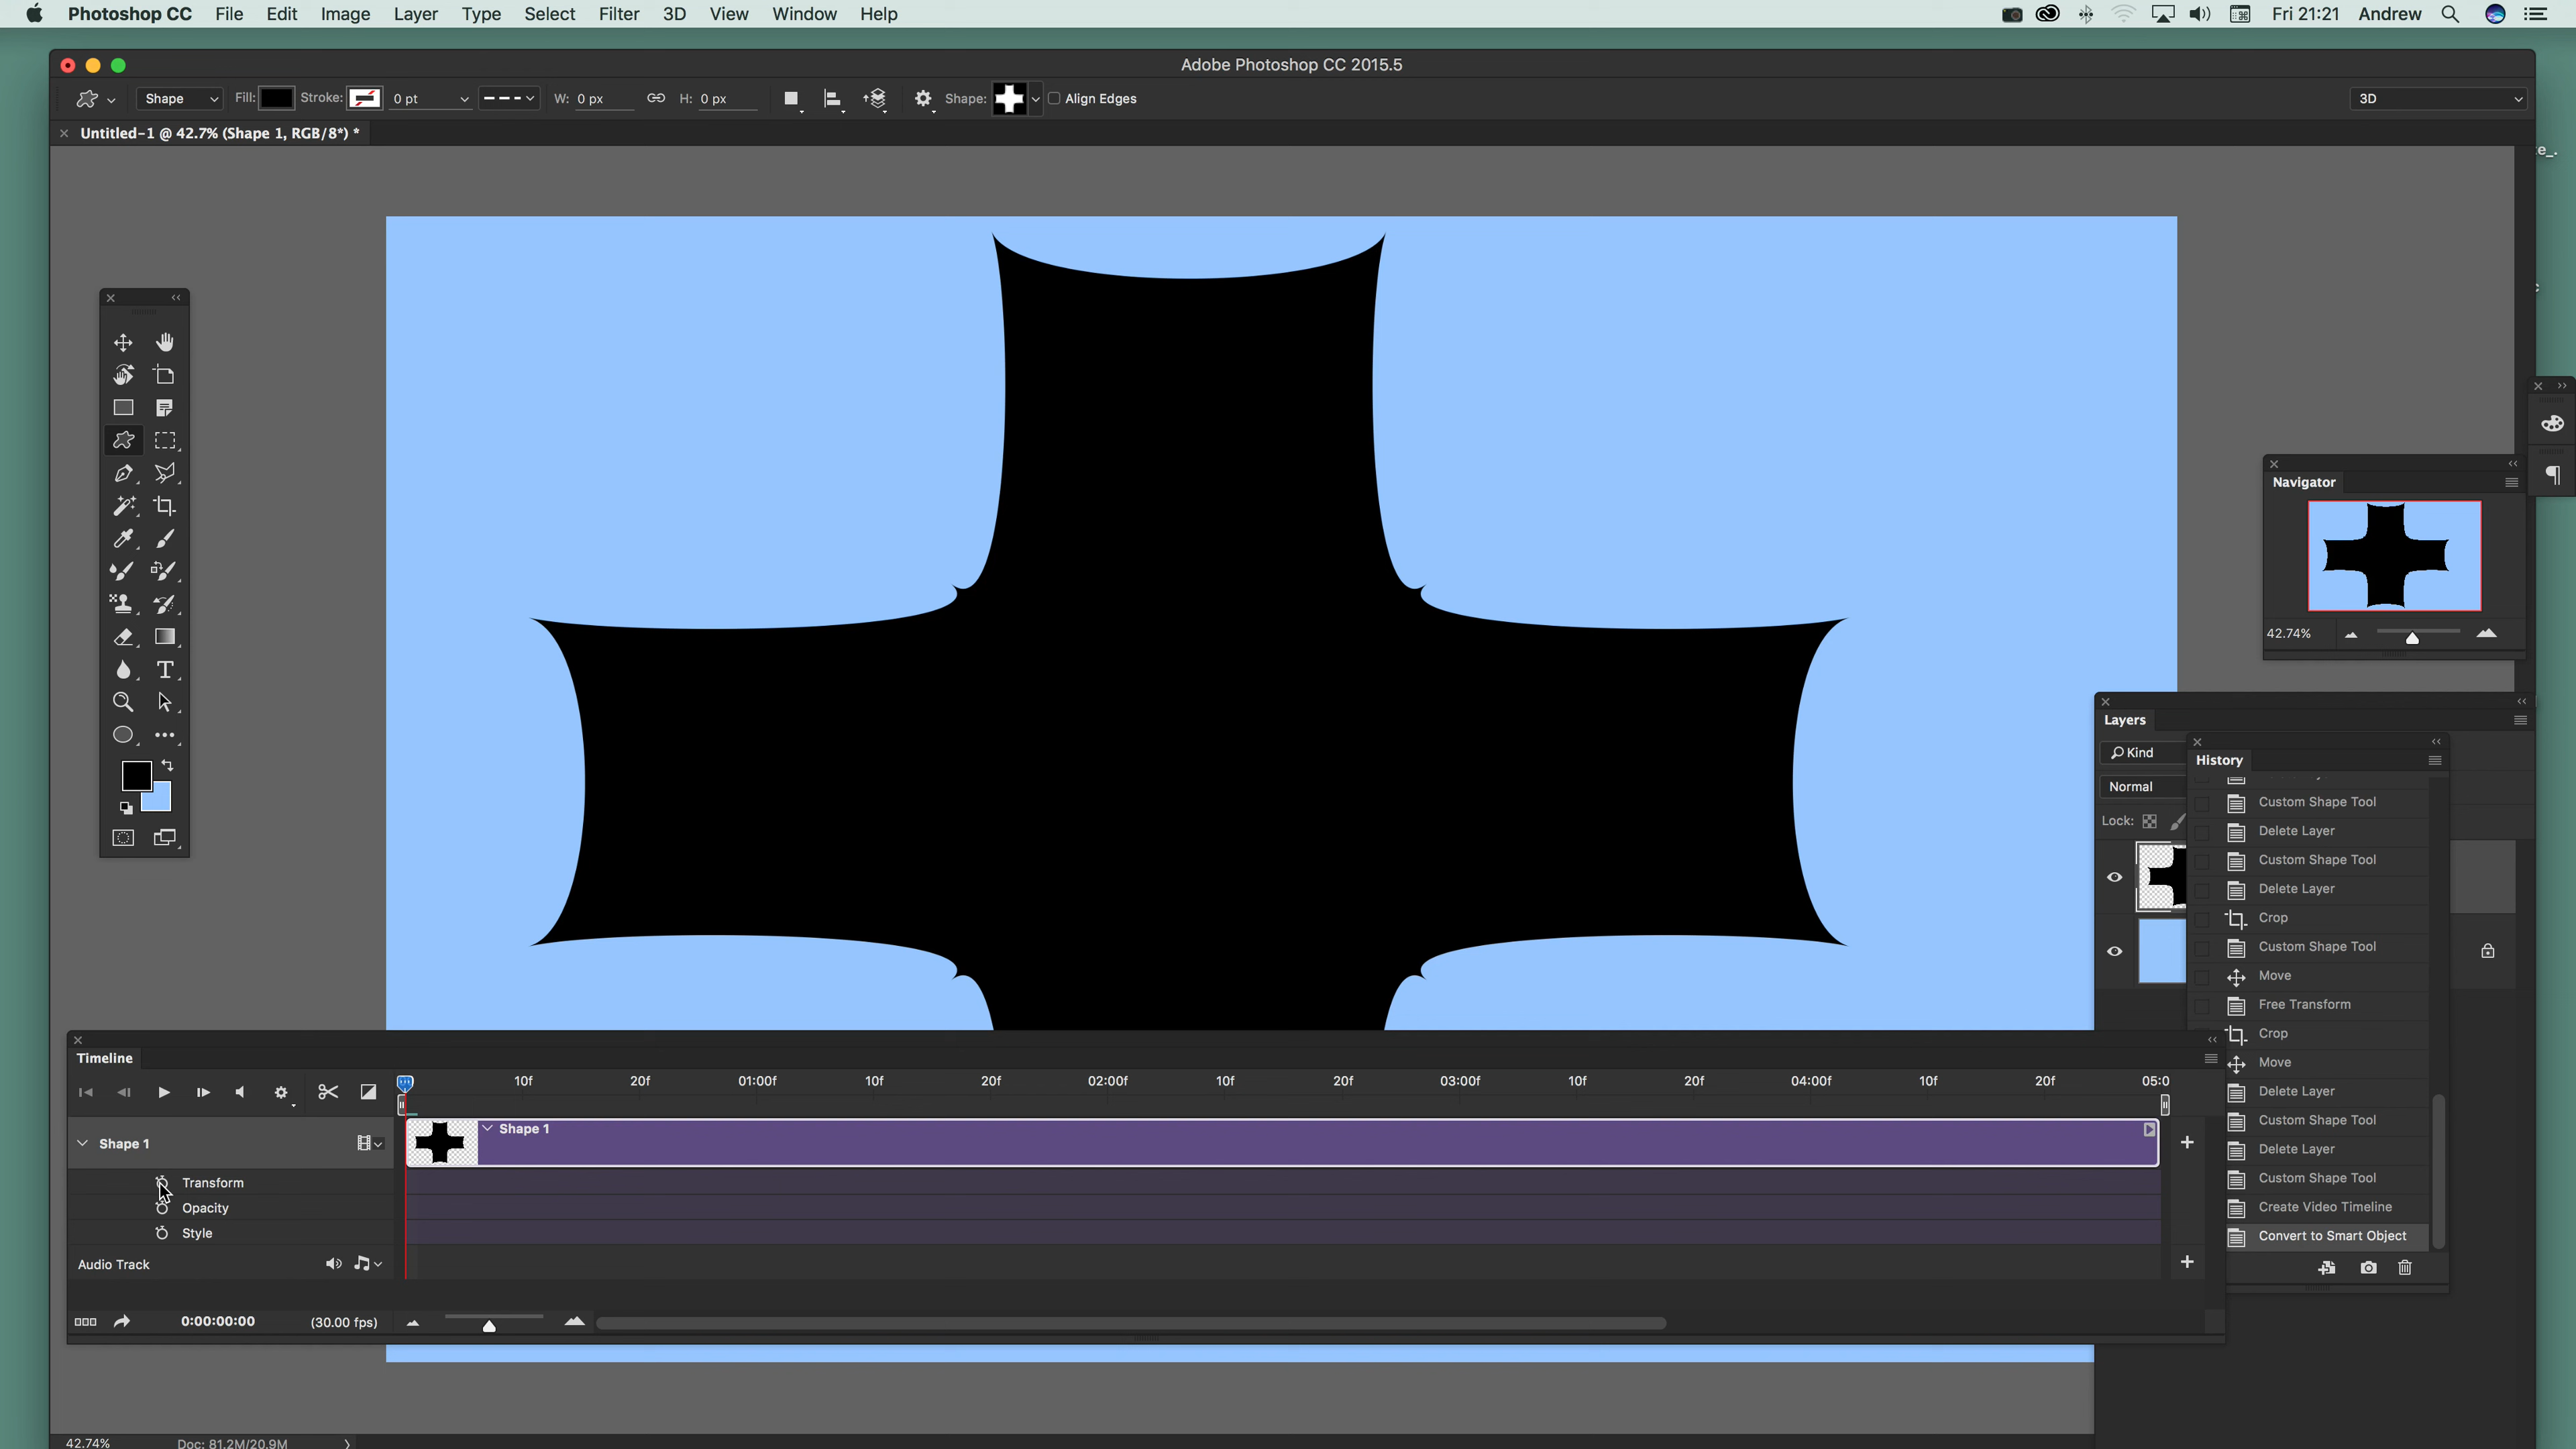 Photoshop CC File Edit Image Layer Type Select Filter 3D View Window Help Fri 21:21 Andrew
Adobe Photoshop CC 2015.5
Shape Fill: Stroke: 0 pt W: 0 px H: 0 px Shape: Align Edges 3D
Untitled-1 @ 42.7% (Shape 1, RGB/8*) *
Navigator
42.74%
Layers
Kind
Normal
Lock:
History
Custom Shape Tool
Delete Layer
Custom Shape Tool
Delete Layer
Crop
Custom Shape Tool
Move
Free Transform
Crop
Move
Delete Layer
Custom Shape Tool
Delete Layer
Custom Shape Tool
Create Video Timeline
Convert to Smart Object
Timeline
10f 20f 01:00f 10f 20f 02:00f 10f 20f 03:00f 10f 20f 04:00f 10f 20f 05:0
Shape 1 Shape 1
Transform
Opacity
Style
Audio Track
0:00:00:00 (30.00 fps)
42.74% Doc: 81.2M/20.9M